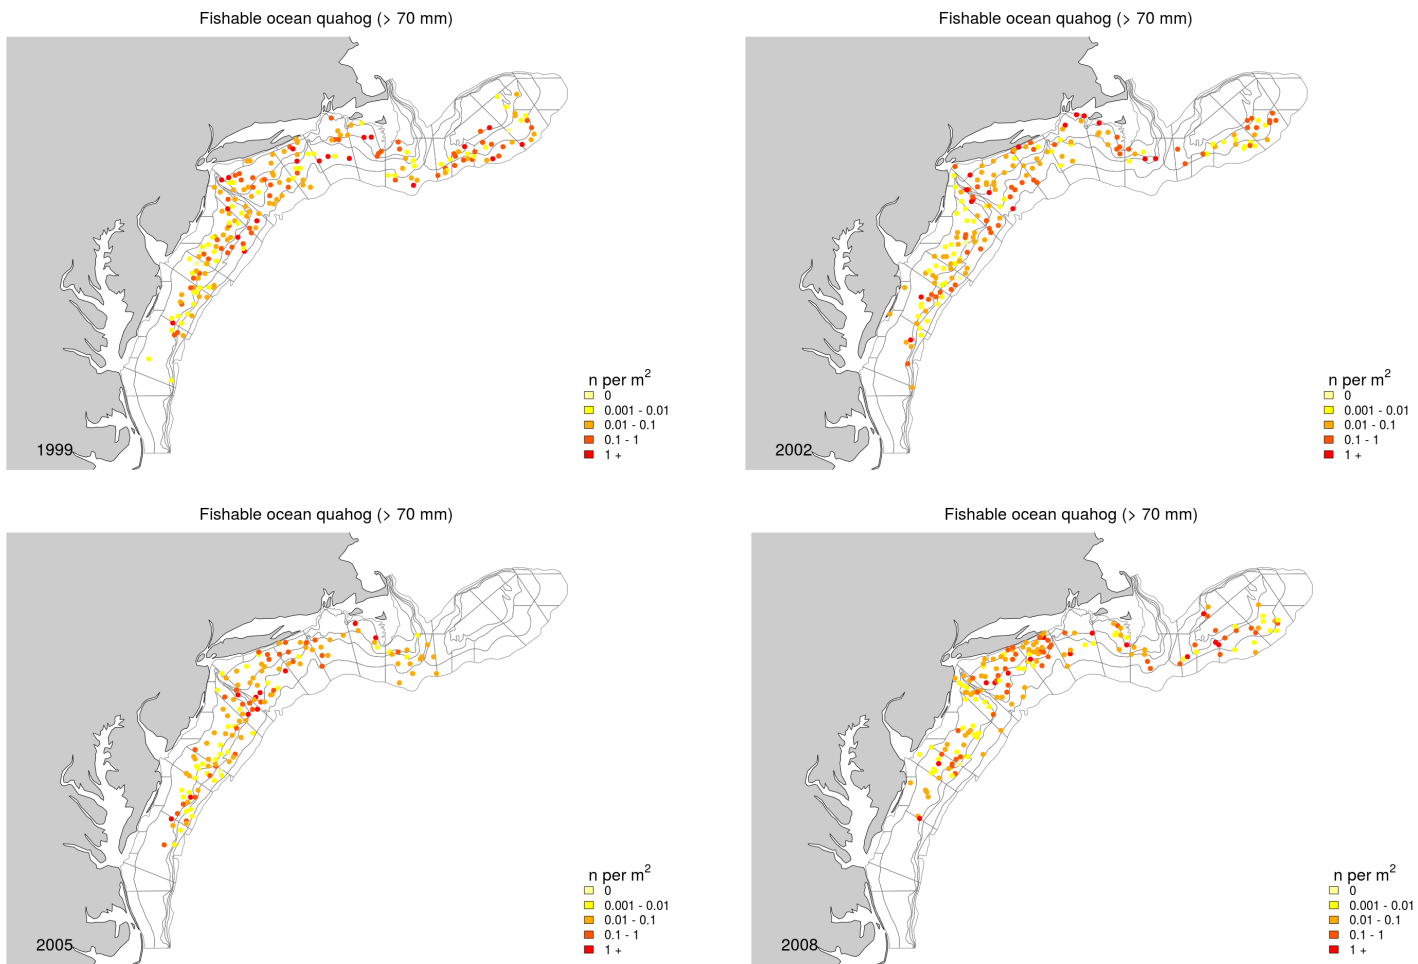 Fishable ocean quahog (> 70 mm)
n per m²
0
0.001 - 0.01
0.01 - 0.1
0.1 - 1
1 +
1999
Fishable ocean quahog (> 70 mm)
n per m²
0
0.001 - 0.01
0.01 - 0.1
0.1 - 1
1 +
2002
Fishable ocean quahog (> 70 mm)
n per m²
0
0.001 - 0.01
0.01 - 0.1
0.1 - 1
1 +
2005
Fishable ocean quahog (> 70 mm)
n per m²
0
0.001 - 0.01
0.01 - 0.1
0.1 - 1
1 +
2008